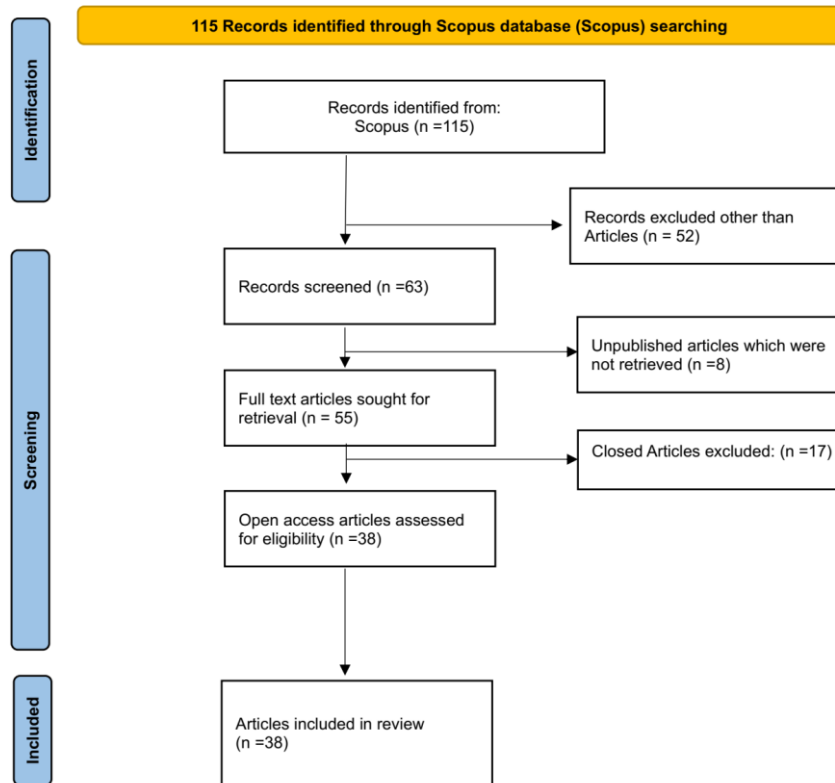 115 Records identified through Scopus database (Scopus) searching
Identification
Records identified from:
Scopus (n =115)
Records excluded other than
Articles (n = 52)
Screening
Records screened (n =63)
Unpublished articles which were
not retrieved (n =8)
Full text articles sought for
retrieval (n = 55)
Closed Articles excluded: (n =17)
Open access articles assessed
for eligibility (n =38)
Included
Articles included in review
(n =38)